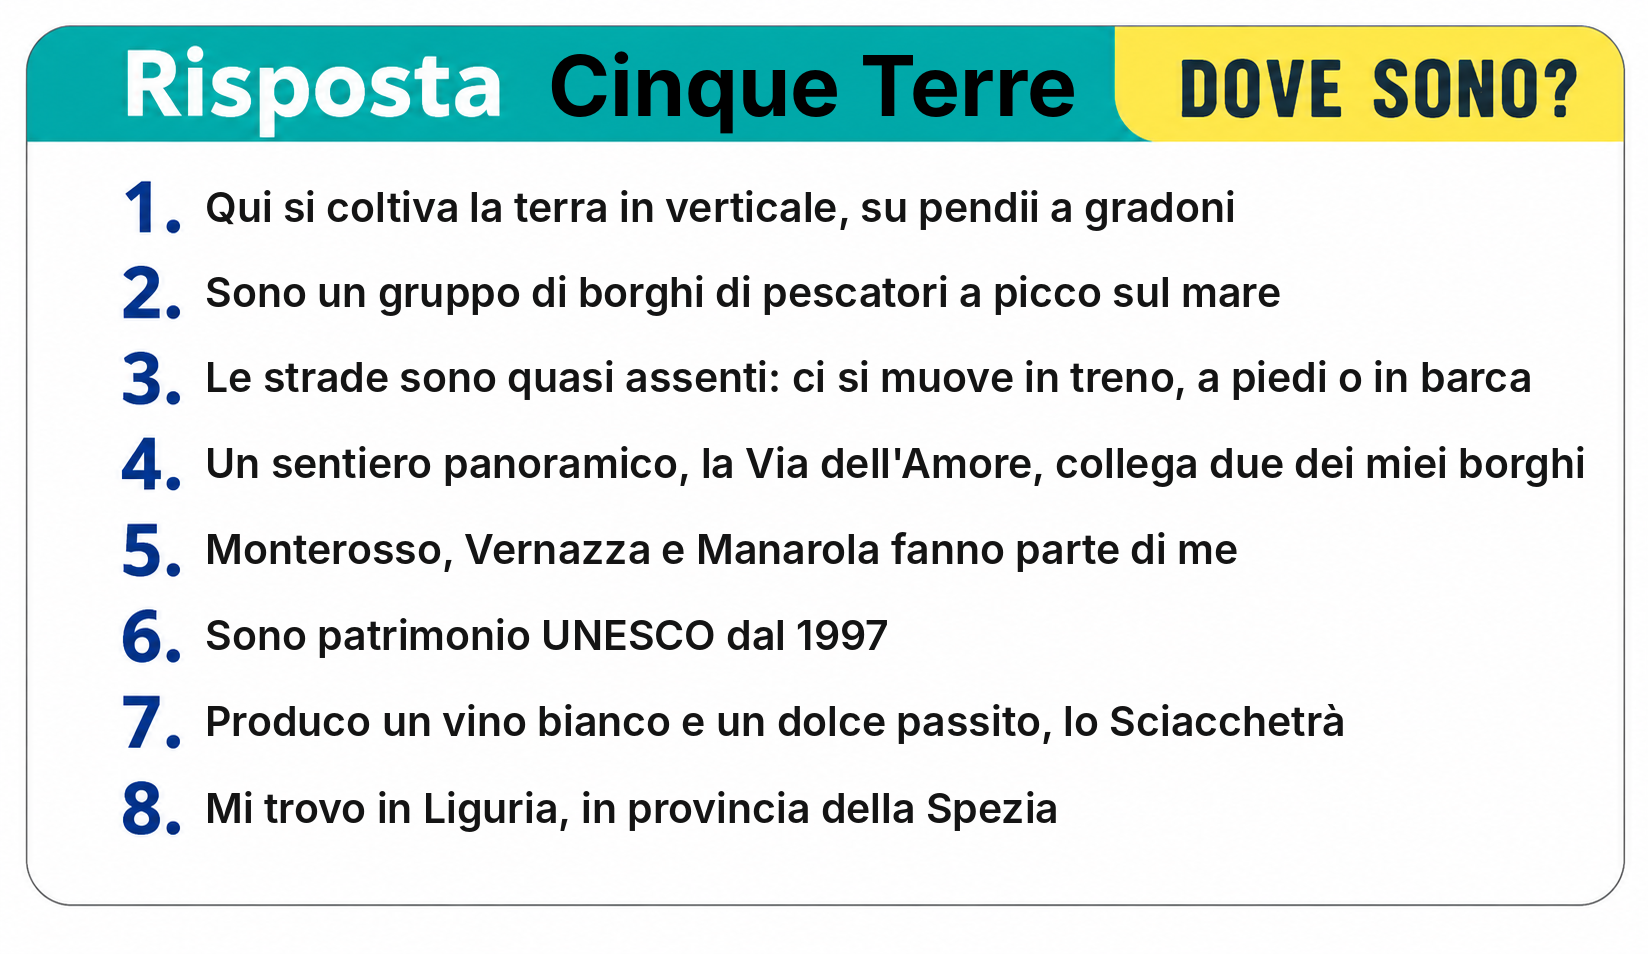 Risposta Cinque Terre DOVE SONO?
1. Qui si coltiva la terra in verticale, su pendii a gradoni
2. Sono un gruppo di borghi di pescatori a picco sul mare
3. Le strade sono quasi assenti: ci si muove in treno, a piedi o in barca
4. Un sentiero panoramico, la Via dell'Amore, collega due dei miei borghi
5. Monterosso, Vernazza e Manarola fanno parte di me
6. Sono patrimonio UNESCO dal 1997
7. Produco un vino bianco e un dolce passito, lo Sciacchetrà
8. Mi trovo in Liguria, in provincia della Spezia